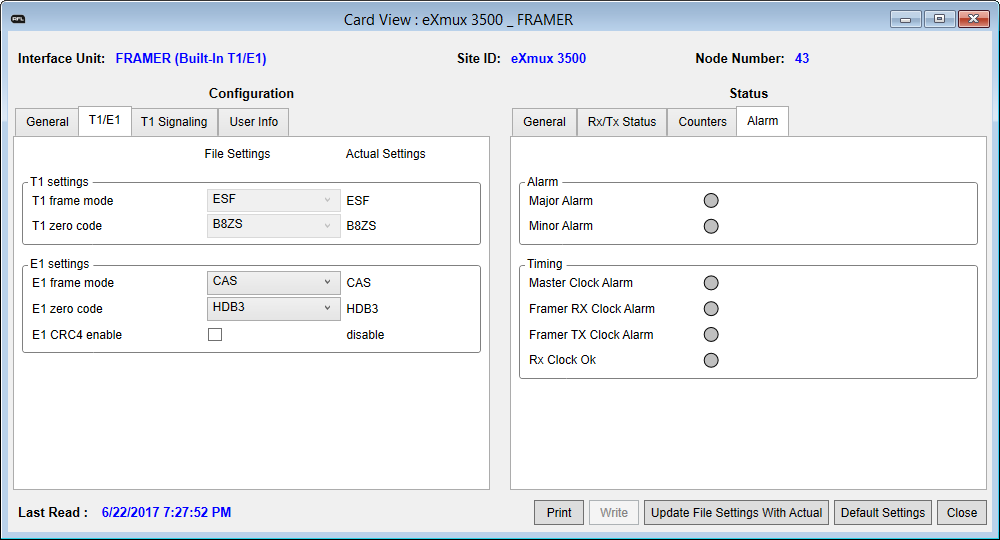 RFL
Card View : eXmux 3500 _ FRAMER
Interface Unit: FRAMER (Built-In T1/E1) Site ID: eXmux 3500 Node Number: 43
Configuration
General T1/E1 T1 Signaling User Info
File Settings Actual Settings
T1 settings
T1 frame mode ESF ESF
T1 zero code B8ZS B8ZS
E1 settings
E1 frame mode CAS CAS
E1 zero code HDB3 HDB3
E1 CRC4 enable disable
Status
General Rx/Tx Status Counters Alarm
Alarm
Major Alarm
Minor Alarm
Timing
Master Clock Alarm
Framer RX Clock Alarm
Framer TX Clock Alarm
Rx Clock Ok
Last Read : 6/22/2017 7:27:52 PM
Print Write Update File Settings With Actual Default Settings Close